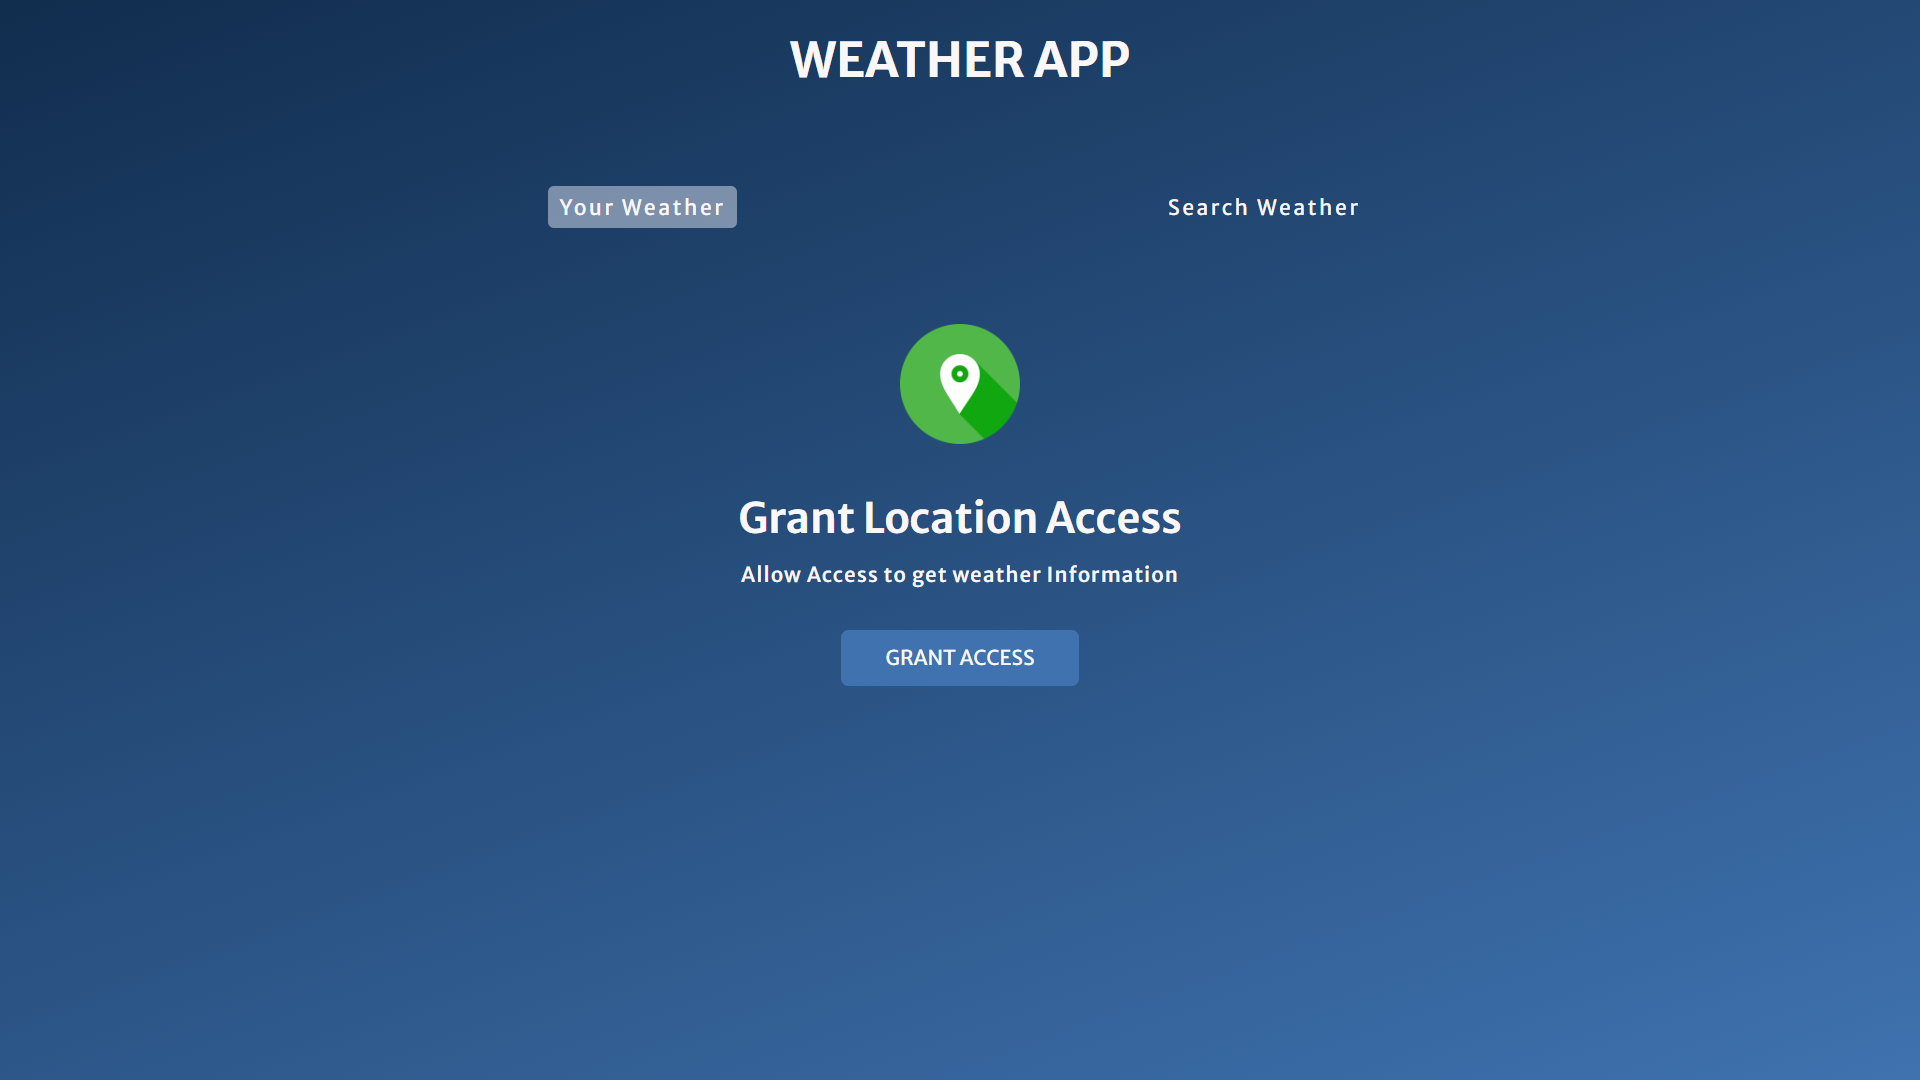 WEATHER APP
Your Weather
Search Weather
Grant Location Access
Allow Access to get weather Information
GRANT ACCESS